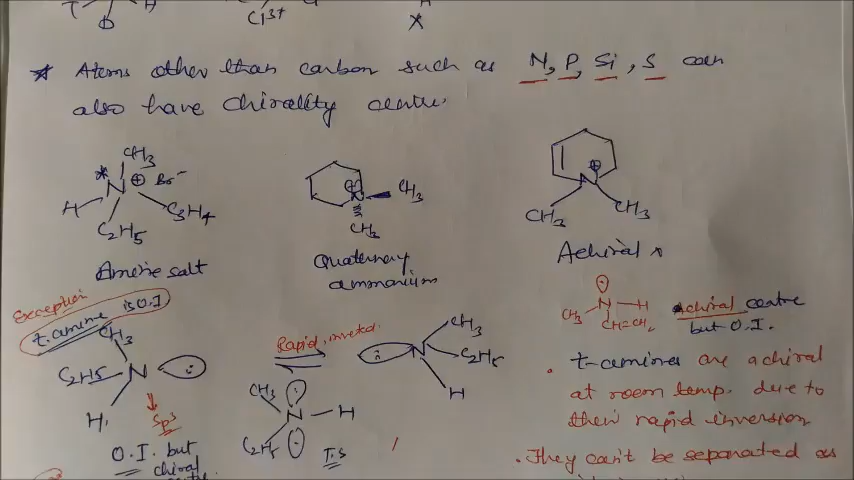 Cl37
* Atoms other than carbon such as N, P, Si, S can
also have chirality centre.
CH3
* N ⊕ Br-
H
C2H5
C3H7
Amine salt
N
CH3
CH3
Quaternary
ammonium
⊕
N
CH3
CH3
Achiral x
Exception
t.amine is O.I
CH3
C2H5
N
H
sp3
O.I. but
chiral
Rapid
N
CH3
C2H5
H
CH3
N
H
C2H5
T.S
CH3
N
H
CH=CH2
chiral centre
but O.I.
• t-amines are achiral
at room temp. due to
their rapid inversion
• They can't be separated as